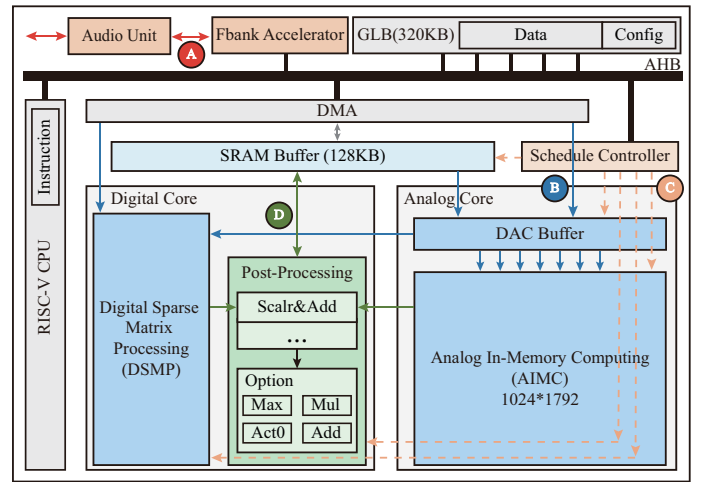 Audio Unit
A
Fbank Accelerator
GLB(320KB)
Data
Config
AHB
DMA
Instruction
RISC-V CPU
SRAM Buffer (128KB)
Schedule Controller
Digital Core
D
Analog Core
B
C
DAC Buffer
Digital Sparse
Matrix
Processing
(DSMP)
Post-Processing
Scalr&Add
...
Option
Max
Mul
Act0
Add
Analog In-Memory Computing
(AIMC)
1024*1792